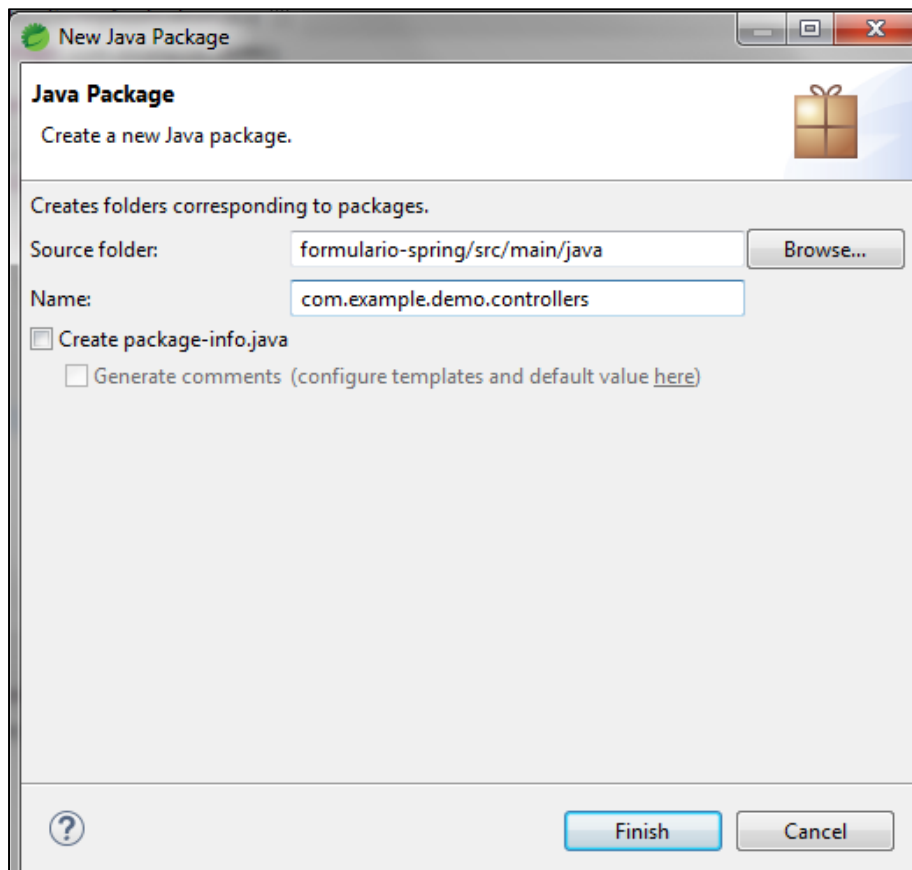 New Java Package
Java Package
Create a new Java package.
Creates folders corresponding to packages.
Source folder: formulario-spring/src/main/java Browse...
Name: com.example.demo.controllers
Create package-info.java
Generate comments (configure templates and default value here)
? Finish Cancel